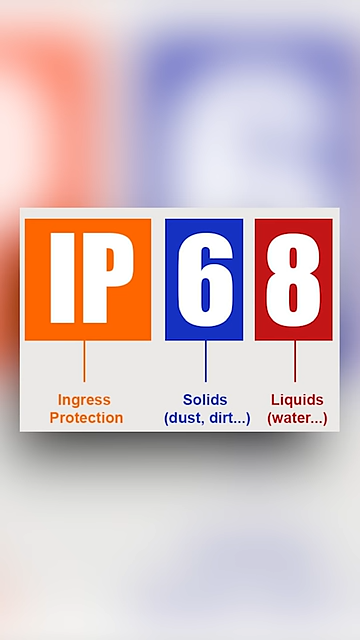 IP 6 8
Ingress Solids Liquids
Protection (dust, dirt...) (water...)